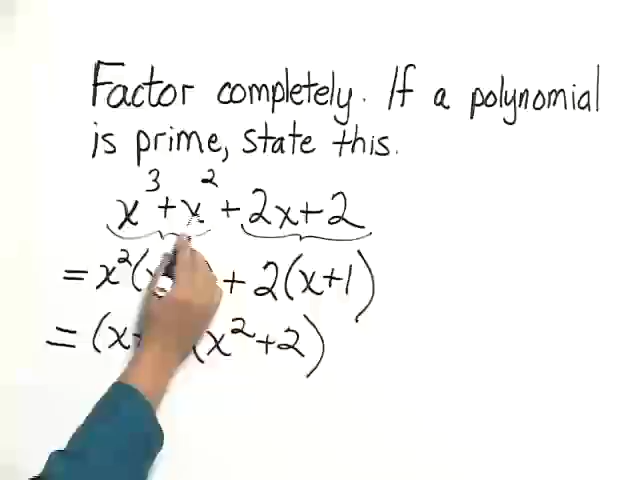 Factor completely. If a polynomial
is prime, state this.
x³+x²+2x+2
=x²(x + 2(x+1)
=(x+ (x²+2)